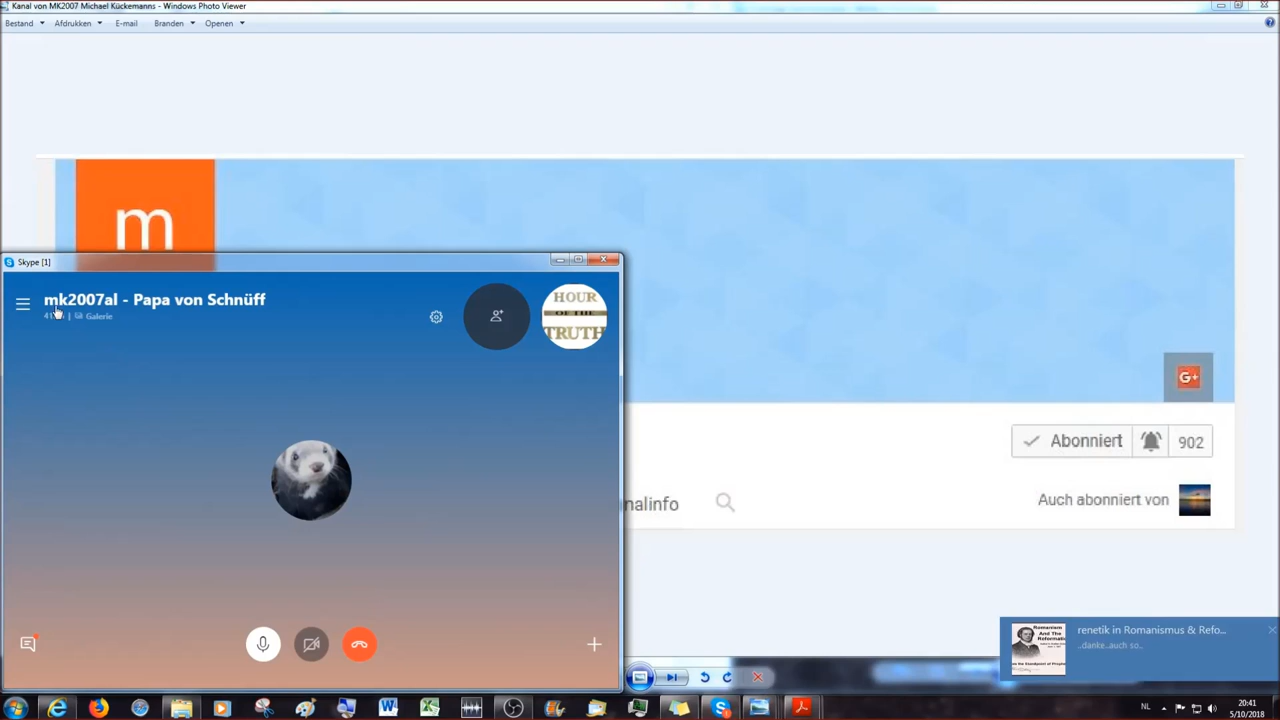 Kanal von MK2007 Michael Kückemanns - Windows Photo Viewer
Bestand Afdrukken E-mail Branden Openen
m
Skype [1]
mk2007al - Papa von Schnüff
Galerie
HOUR
OF THE
TRUTH
G+
Abonniert 902
nalinfo
Auch abonniert von
Romanism
And The
Reformation
renetik in Romanismus & Refo...
..danke..auch so..
NL
20:41
5/10/2018